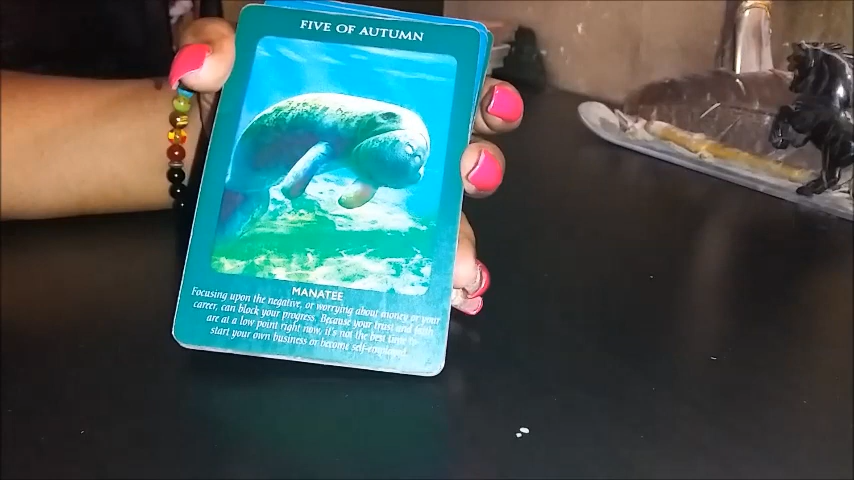 FIVE OF AUTUMN
MANATEE
Focusing upon the negative, or worrying about money or your
career, can block your progress. Because your trust and faith
are at a low point right now, it's not the best time to
start your own business or become self-employed.